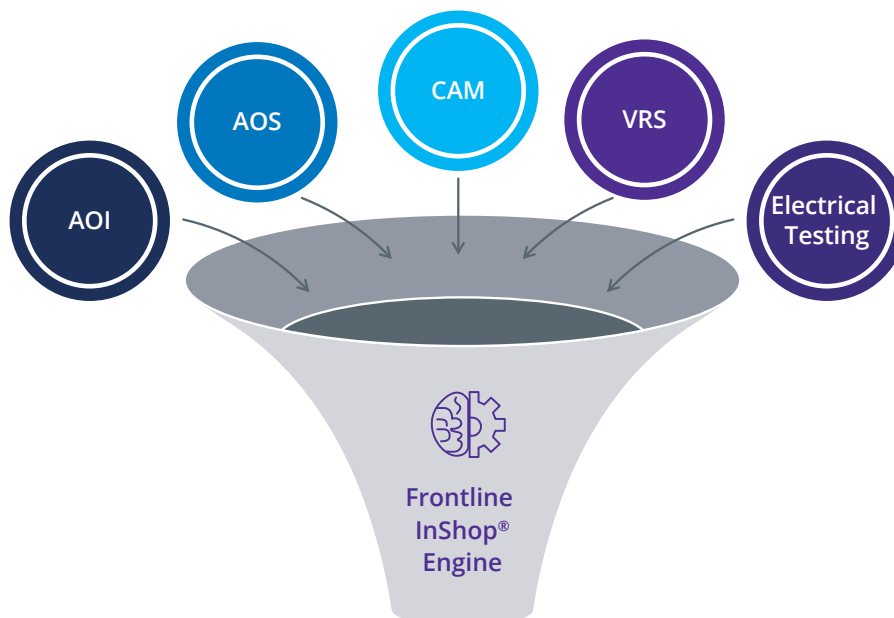 AOI
AOS
CAM
VRS
Electrical
Testing
Frontline
InShop®
Engine